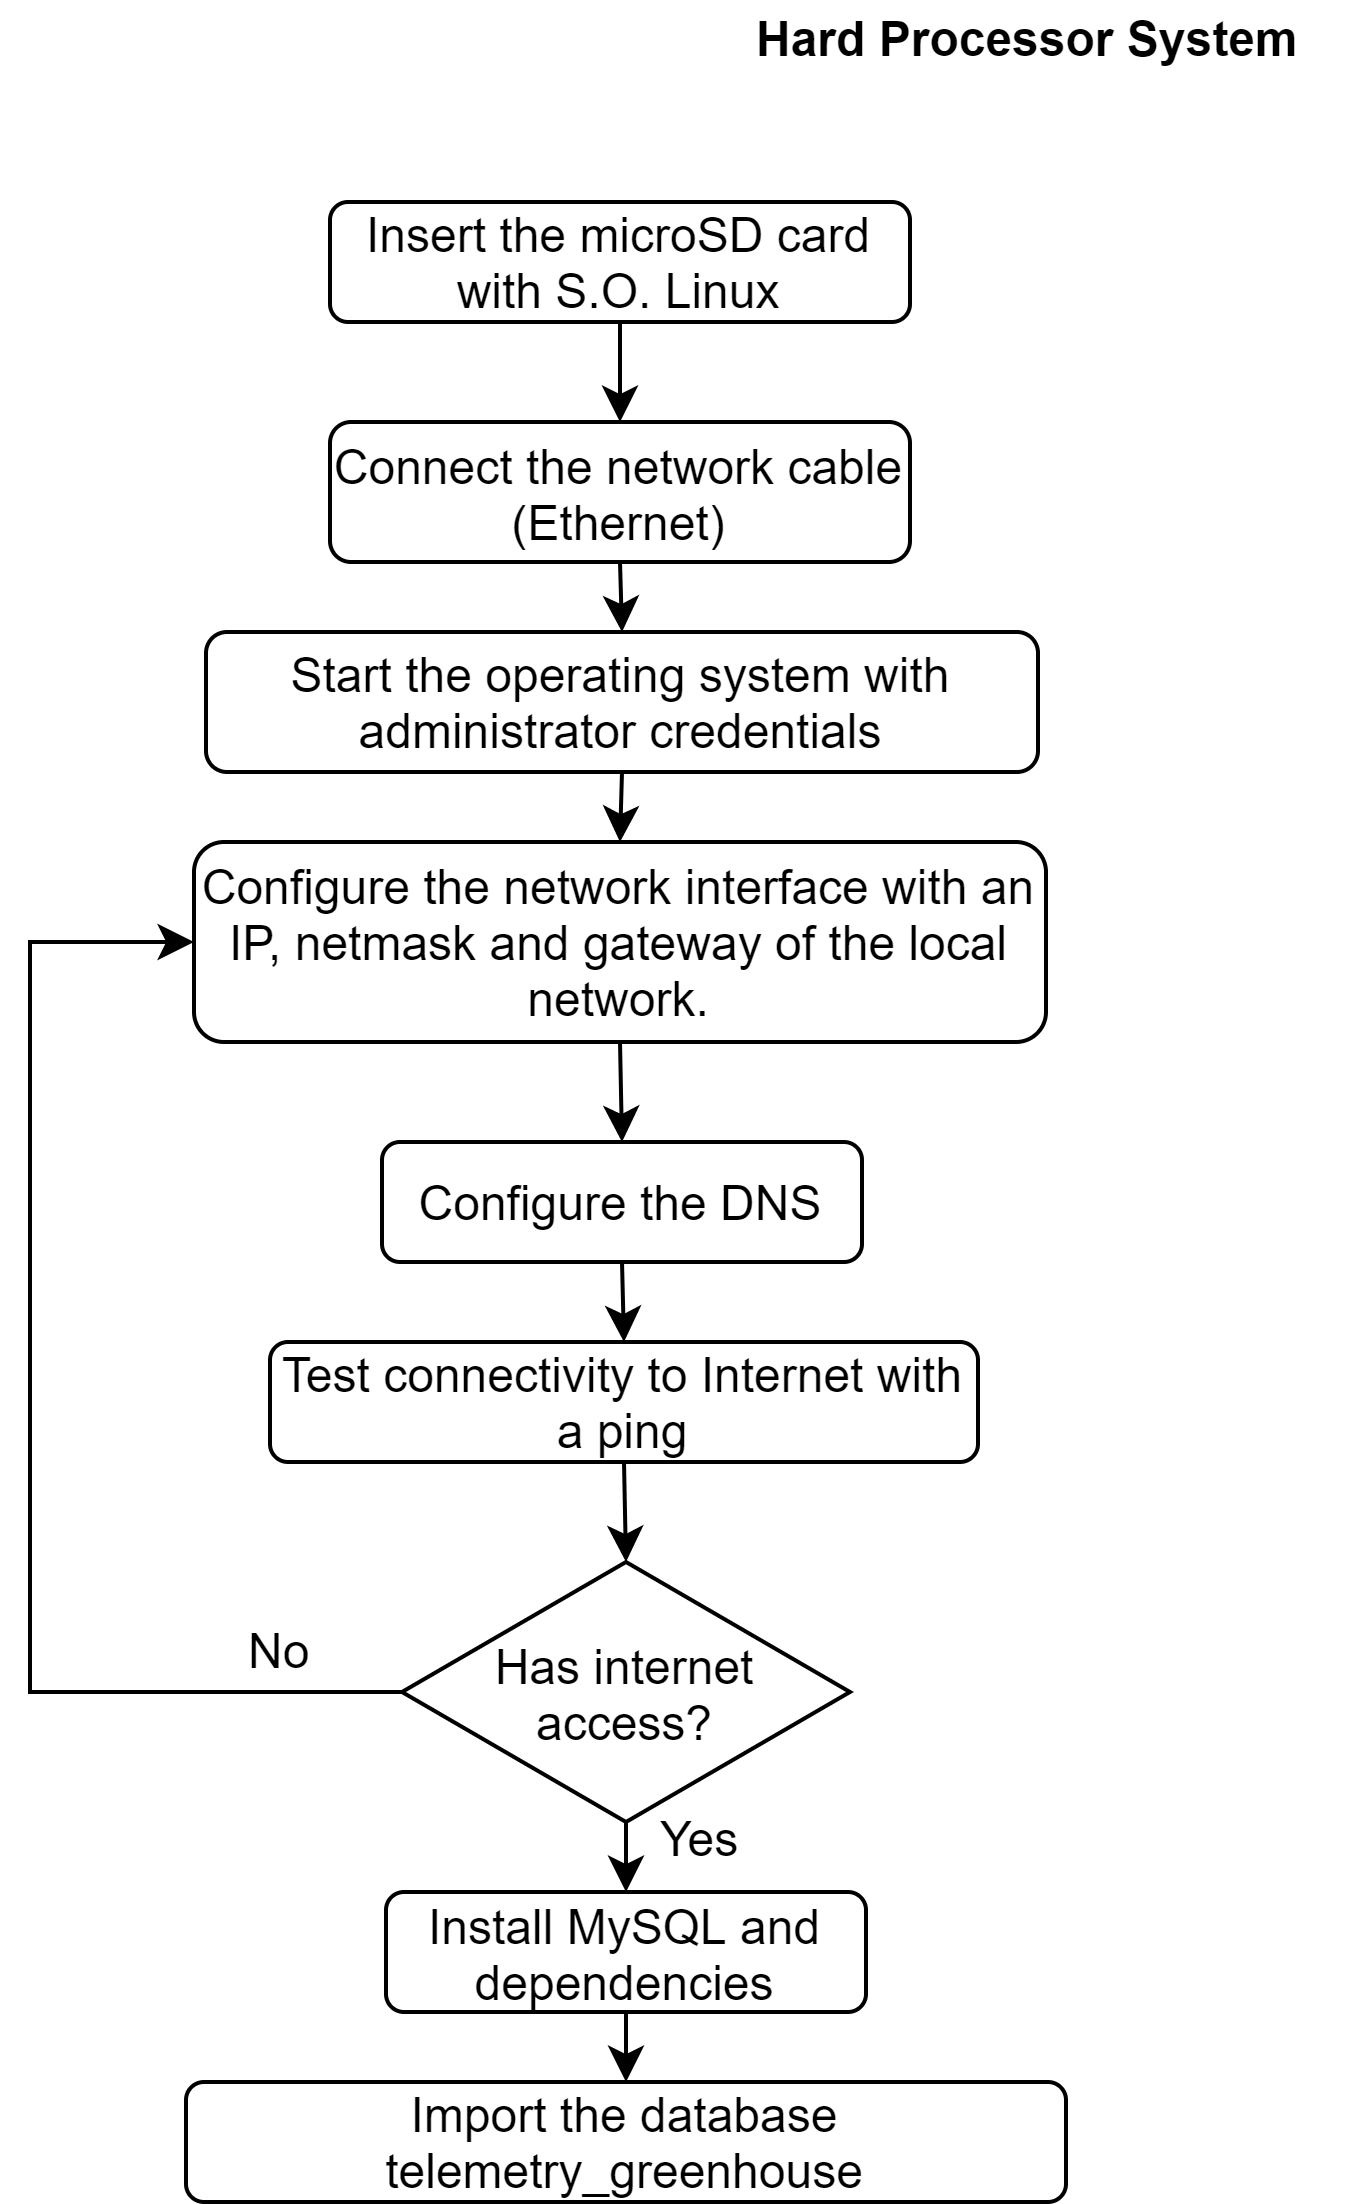 Hard Processor System
Insert the microSD card
with S.O. Linux
Connect the network cable
(Ethernet)
Start the operating system with
administrator credentials
Configure the network interface with an
IP, netmask and gateway of the local
network.
Configure the DNS
Test connectivity to Internet with
a ping
Has internet
access?
No
Yes
Install MySQL and
dependencies
Import the database
telemetry_greenhouse